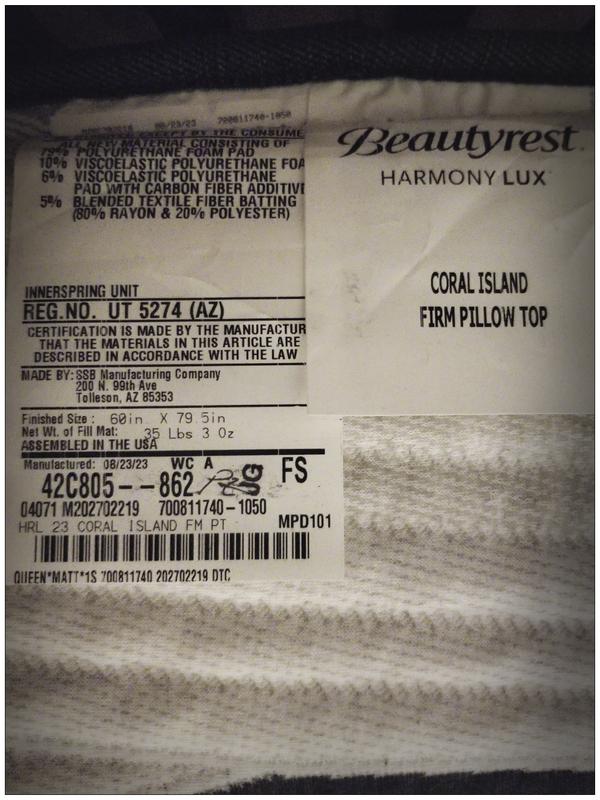 08/23/23 700811740-1050
EXCEPT BY THE CONSUME
ALL NEW MATERIAL CONSISTING OF
79% POLYURETHANE FOAM PAD
10% VISCOELASTIC POLYURETHANE FOA
6% VISCOELASTIC POLYURETHANE
PAD WITH CARBON FIBER ADDITIVE
5% BLENDED TEXTILE FIBER BATTING
(80% RAYON & 20% POLYESTER)
INNERSPRING UNIT
REG.NO. UT 5274 (AZ)
CERTIFICATION IS MADE BY THE MANUFACTUR
THAT THE MATERIALS IN THIS ARTICLE ARE
DESCRIBED IN ACCORDANCE WITH THE LAW
MADE BY: SSB Manufacturing Company
200 N. 99th Ave
Tolleson, AZ 85353
Finished Size : 60in X 79.5in
Net Wt. of Fill Mat: 35 Lbs 3 Oz
ASSEMBLED IN THE USA
Manufactured: 08/23/23 WC A
42C805--862 UG FS
04071 M202702219 700811740-1050
HRL 23 CORAL ISLAND FM PT MPD101
QUEEN*MATT*1S 700811740 202702219 DTC
Beautyrest
HARMONY LUX
CORAL ISLAND
FIRM PILLOW TOP